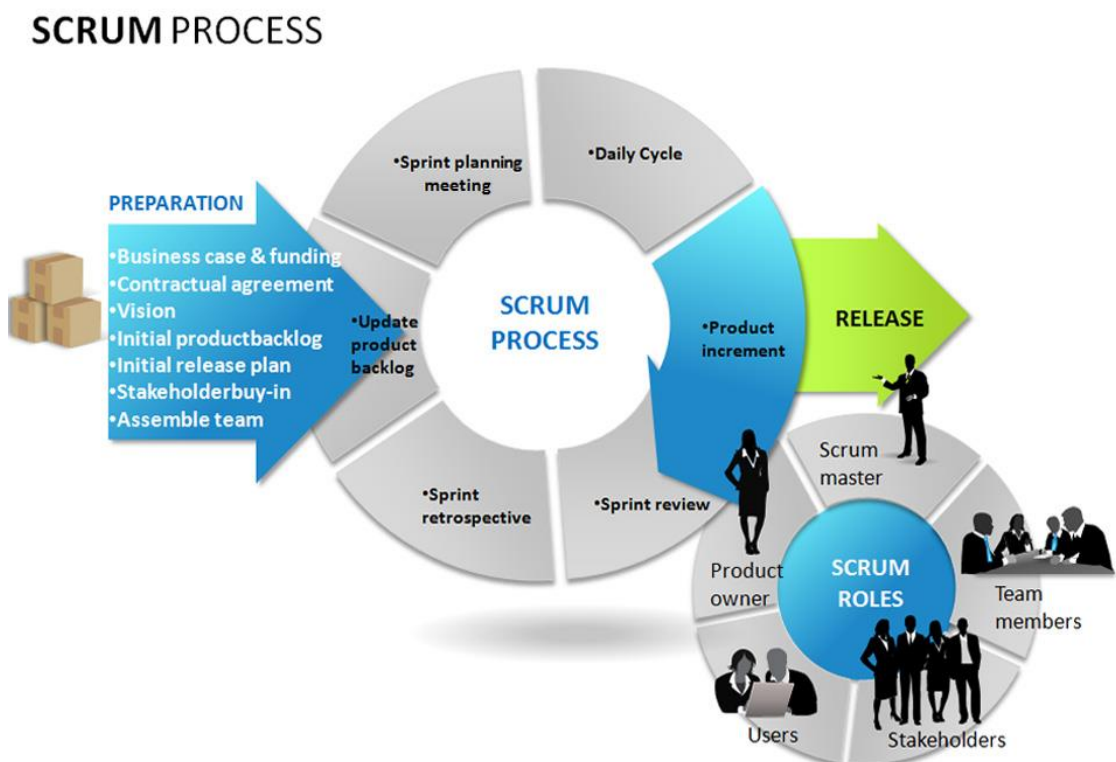 SCRUM PROCESS
PREPARATION
•Business case & funding
•Contractual agreement
•Vision
•Initial productbacklog
•Initial release plan
•Stakeholderbuy-in
•Assemble team
•Sprint planning
meeting
•Daily Cycle
•Update
product
backlog
SCRUM
PROCESS
•Product
increment
RELEASE
•Sprint
retrospective
•Sprint review
Scrum
master
Product
owner
SCRUM
ROLES
Team
members
Users
Stakeholders